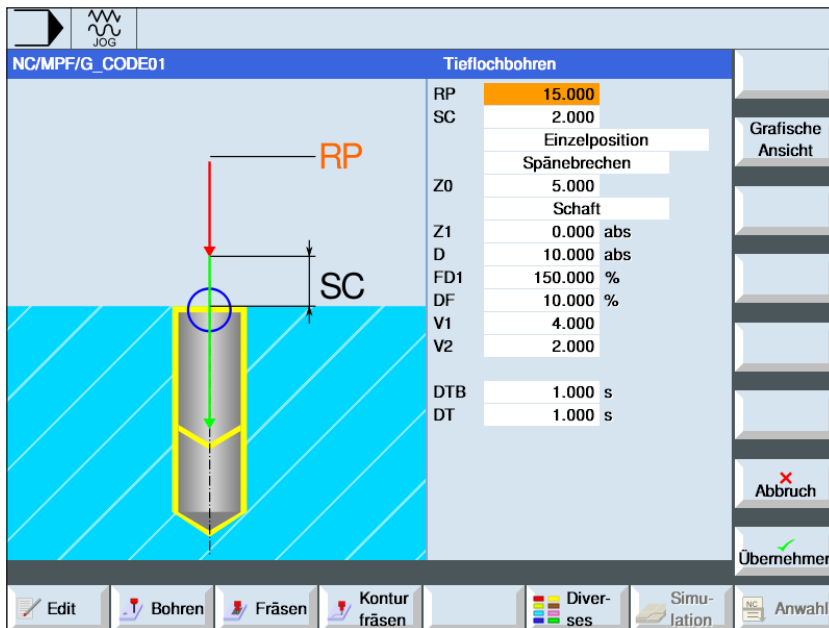 JOG
NC/MPF/G_CODE01
Tieflochbohren
RP
SC
RP 15.000
SC 2.000
Einzelposition
Spänebrechen
Z0 5.000
Schaft
Z1 0.000 abs
D 10.000 abs
FD1 150.000 %
DF 10.000 %
V1 4.000
V2 2.000
DTB 1.000 s
DT 1.000 s
Grafische
Ansicht
Abbruch
Übernehmer
Edit
Bohren
Fräsen
Kontur
fräsen
Diver-
ses
Simu-
lation
NC
Anwahl